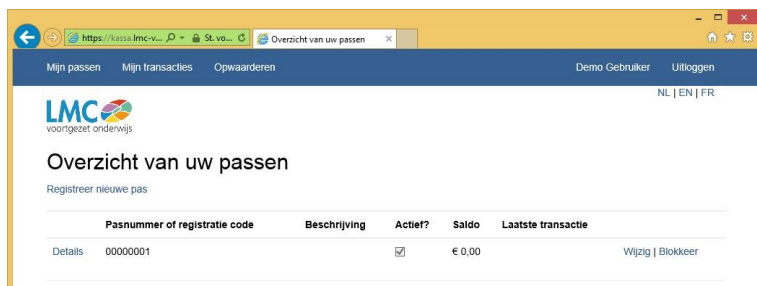 https://kassa.lmc-v... St. vo... Overzicht van uw passen
Mijn passen Mijn transacties Opwaarderen Demo Gebruiker Uitloggen
NL | EN | FR
LMC
voortgezet onderwijs
Overzicht van uw passen
Registreer nieuwe pas
Pasnummer of registratie code Beschrijving Actief? Saldo Laatste transactie
Details 00000001 € 0,00 Wijzig | Blokkeer